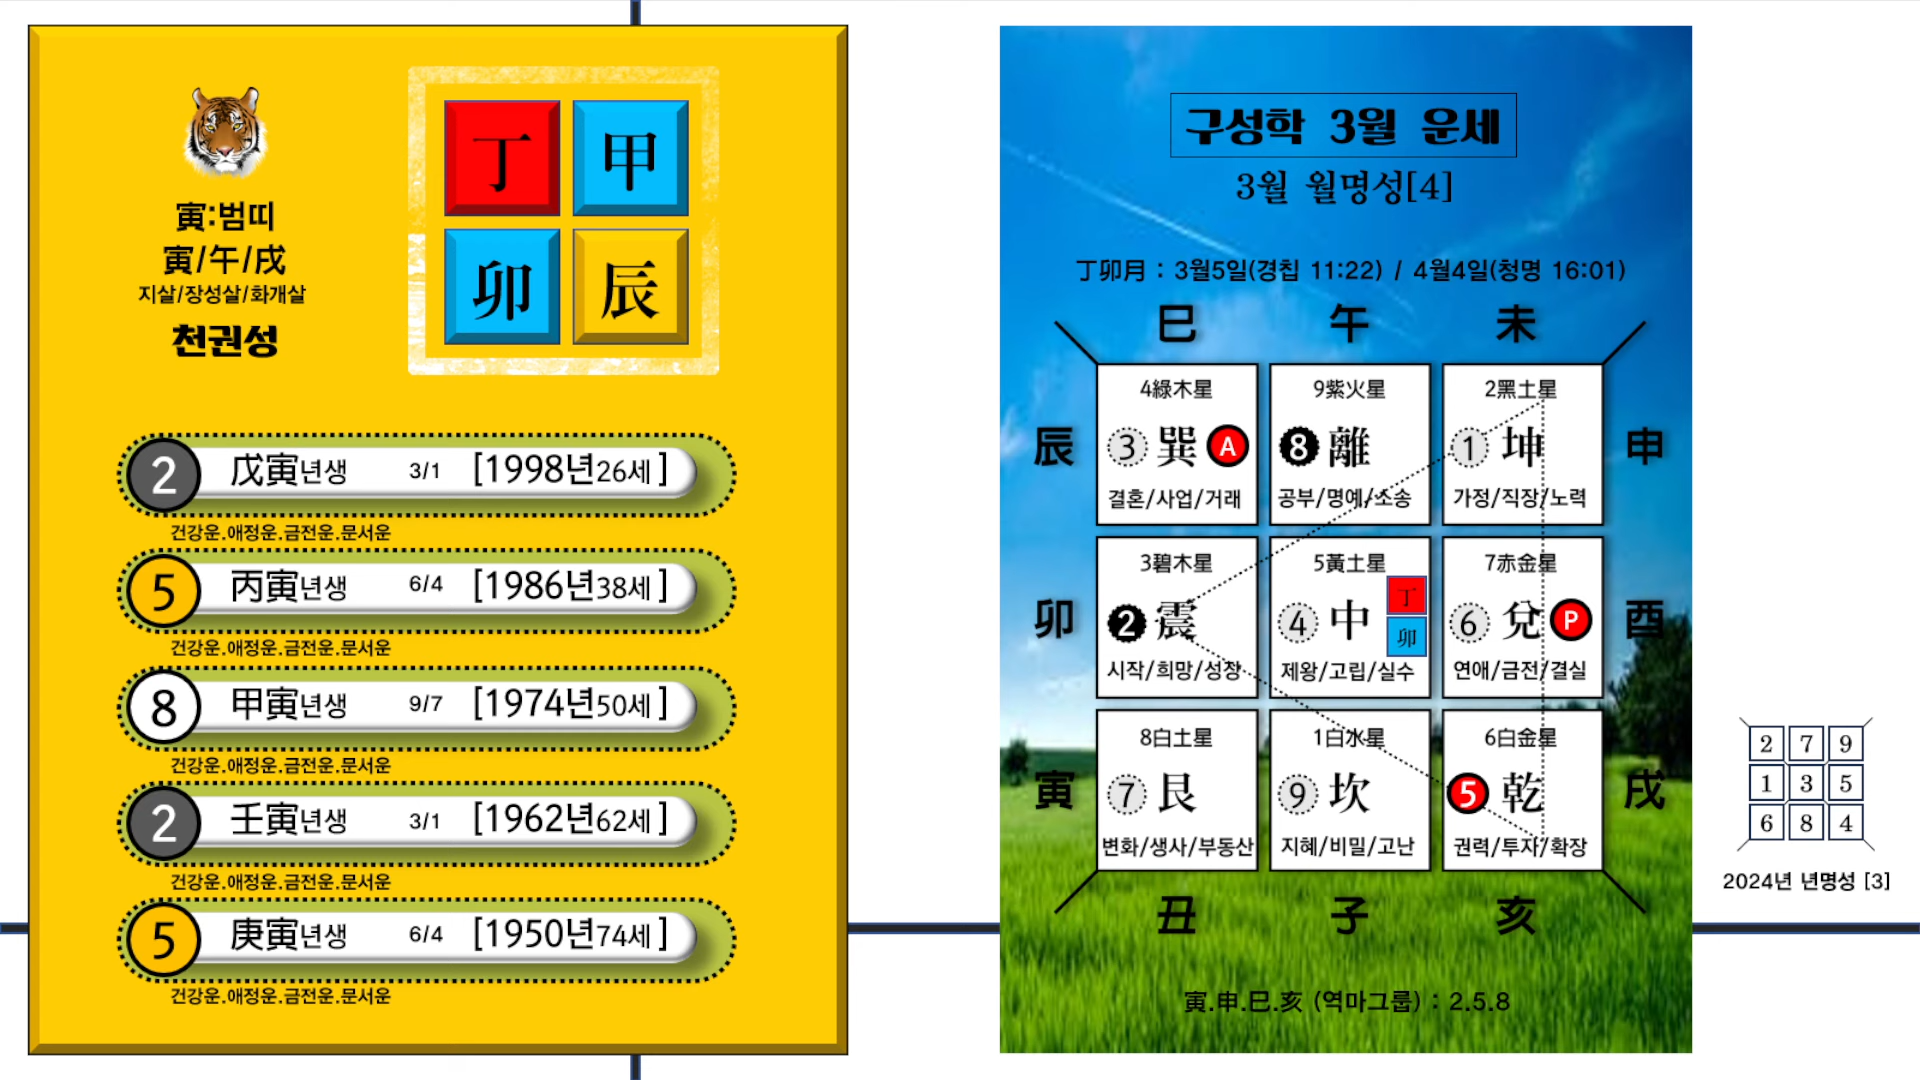 丁 甲
卯 辰
寅:범띠
寅/午/戌
지살/장성살/화개살
천권성
2 戊寅년생 3/1 [1998년26세]
건강운.애정운.금전운.문서운
5 丙寅년생 6/4 [1986년38세]
건강운.애정운.금전운.문서운
8 甲寅년생 9/7 [1974년50세]
건강운.애정운.금전운.문서운
2 壬寅년생 3/1 [1962년62세]
건강운.애정운.금전운.문서운
5 庚寅년생 6/4 [1950년74세]
건강운.애정운.금전운.문서운
구성학 3월 운세
3월 월명성[4]
丁卯月 : 3월5일(경칩 11:22) / 4월4일(청명 16:01)
巳 午 未
4綠木星 9紫火星 2黑土星
辰 3 巽 A 8 離 1 坤 申
결혼/사업/거래 공부/명예/소송 가정/직장/노력
3碧木星 5黃土星 7赤金星
丁
卯 2 震 4 中 6 兌 P 酉
卯
시작/희망/성장 제왕/고립/실수 연애/금전/결실
8白土星 1白水星 6白金星
寅 7 艮 9 坎 5 乾 戌
변화/생사/부동산 지혜/비밀/고난 권력/투자/확장
丑 子 亥
寅.申.巳.亥 (역마그룹) : 2.5.8
2 7 9
1 3 5
6 8 4
2024년 년명성 [3]